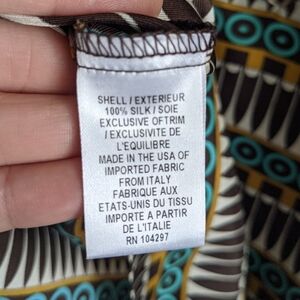 SHELL / EXTERIEUR
100% SILK / SOIE
EXCLUSIVE OFTRIM
/ EXCLUSIVITE DE
L'EQUILIBRE
MADE IN THE USA OF
IMPORTED FABRIC
FROM ITALY
FABRIQUE AUX
ETATS-UNIS DU TISSU
IMPORTE A PARTIR
DE L'ITALIE
RN 104297